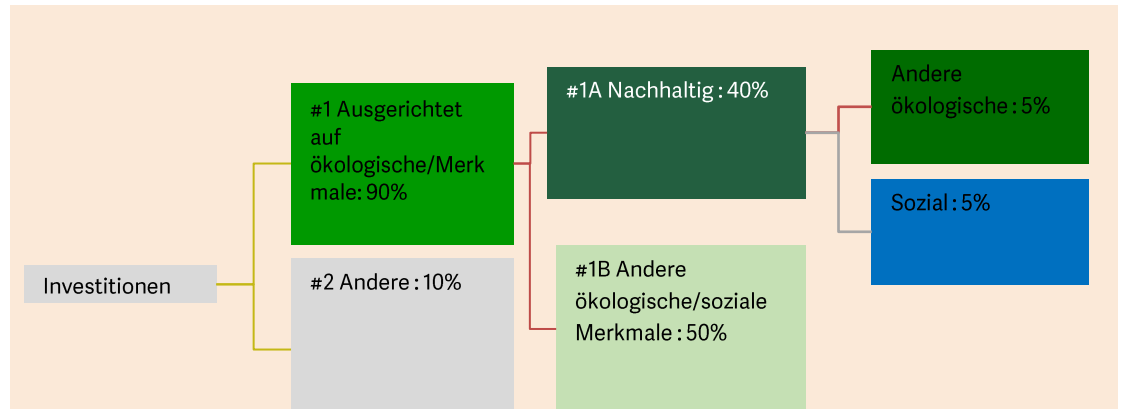 Investitionen
#1 Ausgerichtet
auf
ökologische/Merk
male: 90%
#2 Andere : 10%
#1A Nachhaltig : 40%
#1B Andere
ökologische/soziale
Merkmale : 50%
Andere
ökologische : 5%
Sozial : 5%